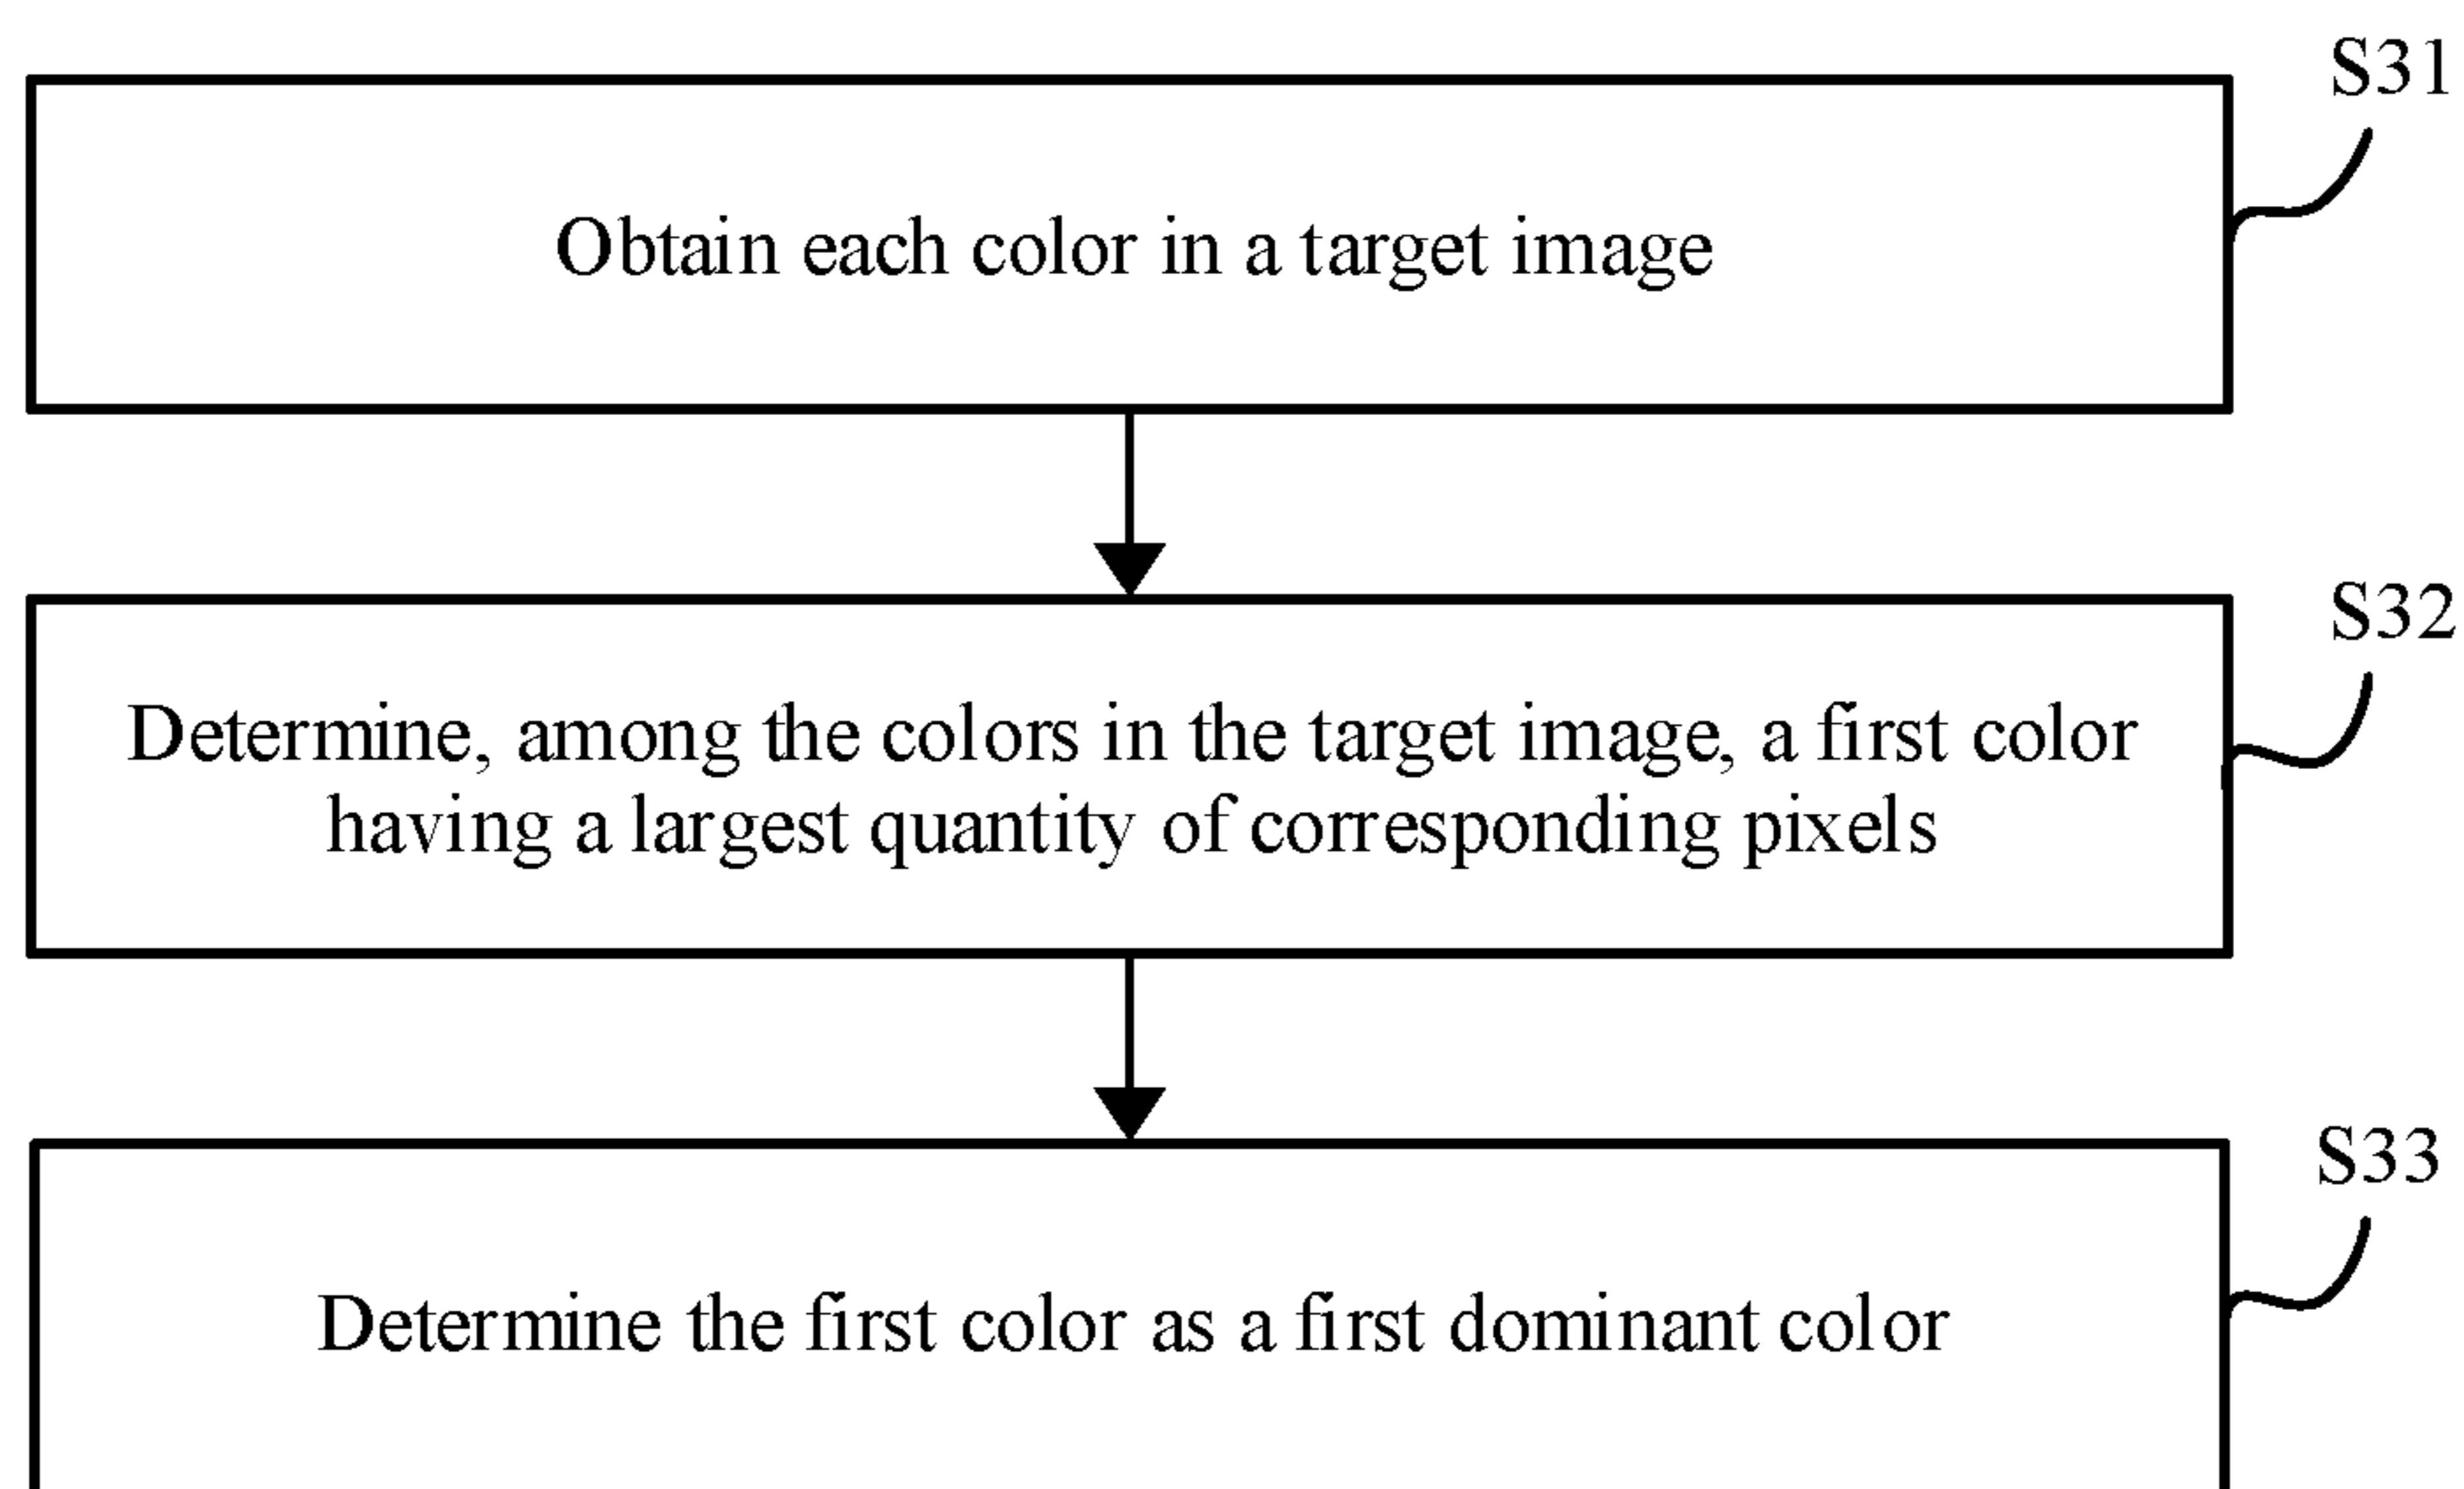 S31
Obtain each color in a target image
S32
Determine, among the colors in the target image, a first color
having a largest quantity of corresponding pixels
S33
Determine the first color as a first dominant color